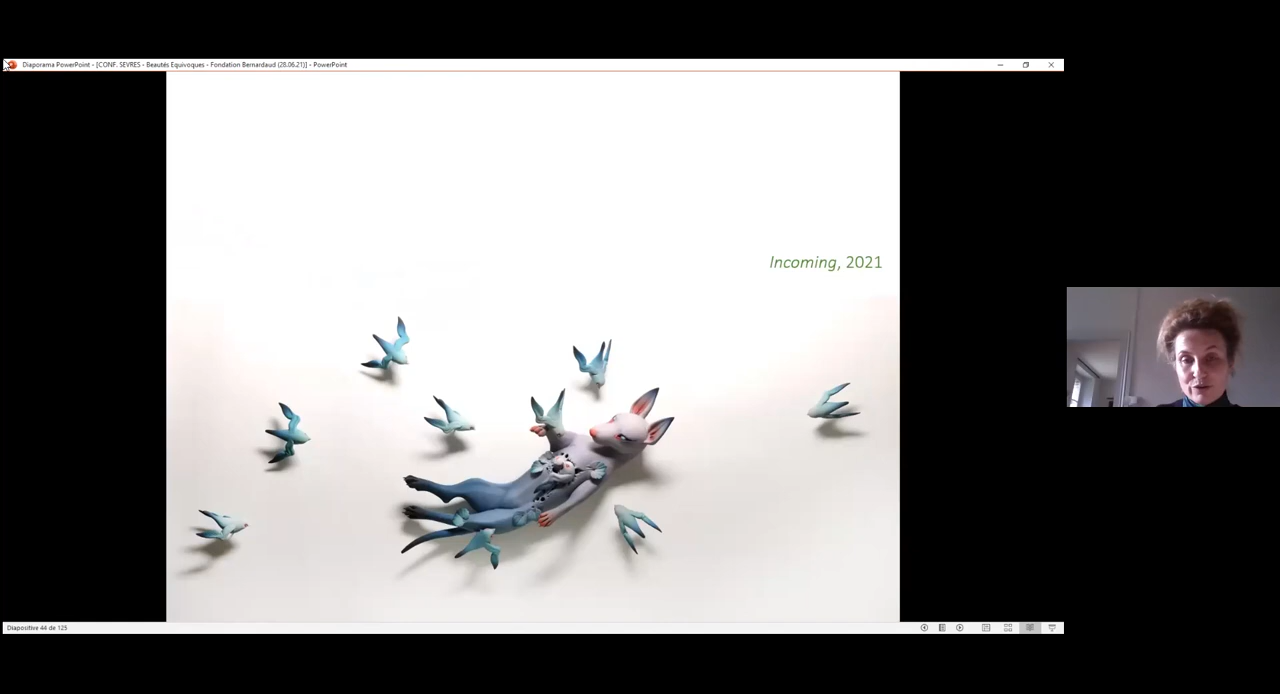 Diaporama PowerPoint - [CONF. SEVRES - Beautés Equivoques - Fondation Bernardaud (28.06.21)] - PowerPoint
Incoming, 2021
Diapositive 44 de 125